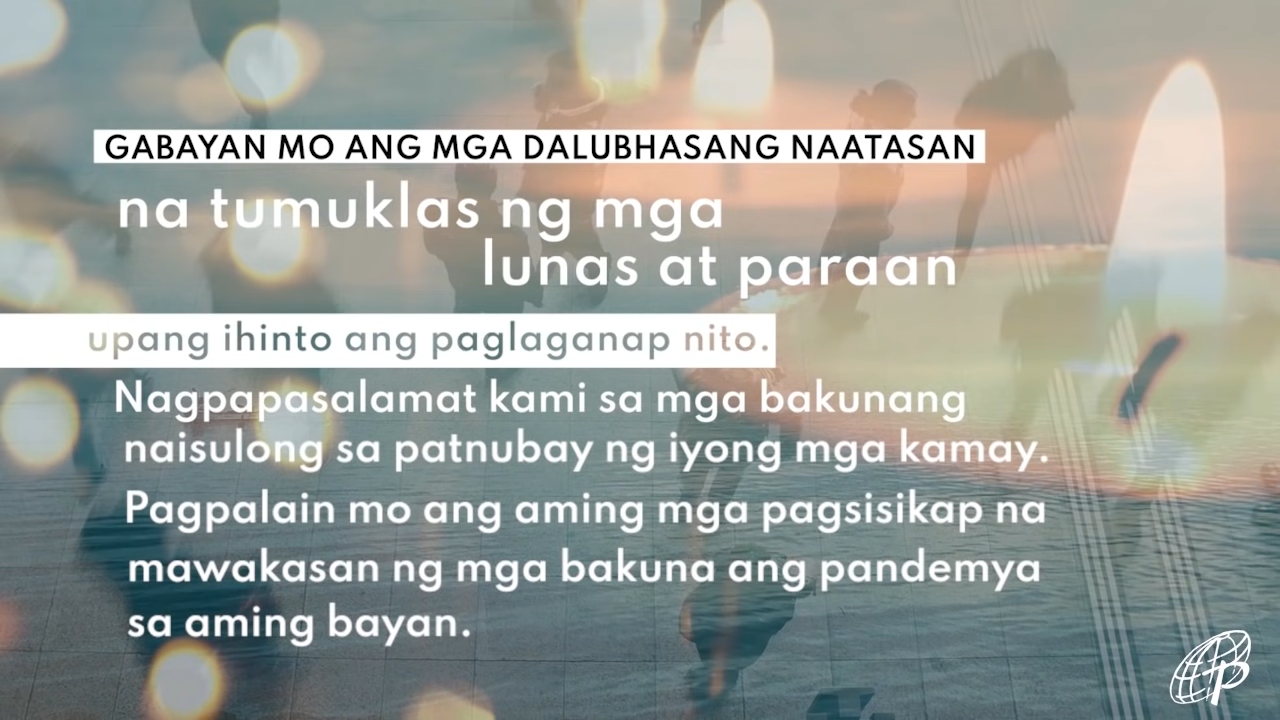 GABAYAN MO ANG MGA DALUBHASANG NAATASAN
na tumuklas ng mga
lunas at paraan
upang ihinto ang paglaganap nito.
Nagpapasalamat kami sa mga bakunang
naisulong sa patnubay ng iyong mga kamay.
Pagpalain mo ang aming mga pagsisikap na
mawakasan ng mga bakuna ang pandemya
sa aming bayan.